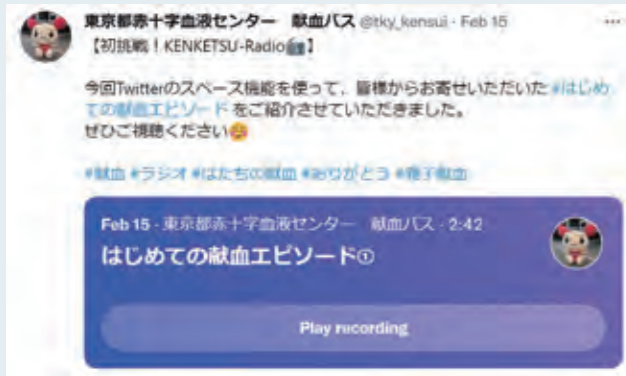 東京都赤十字血液センター 献血バス @tky_kensui · Feb 15
【初挑戦！KENKETSU-Radio📻】
今回Twitterのスペース機能を使って、皆様からお寄せいただいた #はじめ
ての献血エピソード をご紹介させていただきました。
ぜひご視聴ください😊
#献血 #ラジオ #はたちの献血 #ありがとう #親子献血
Feb 15 · 東京都赤十字血液センター 献血バス · 2:42
はじめての献血エピソード①
Play recording